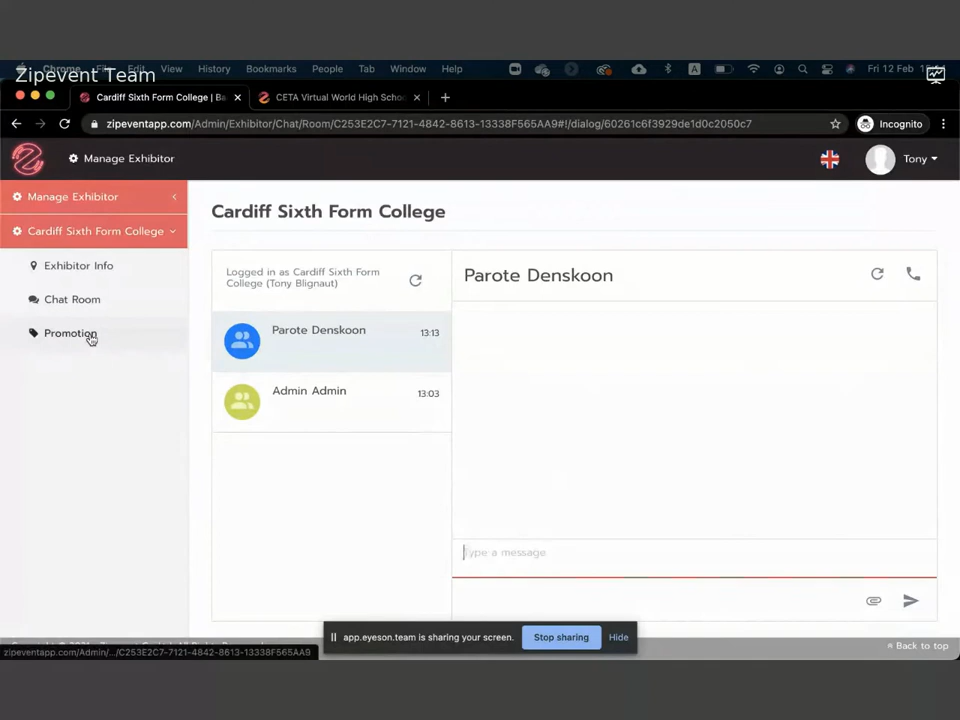 Zipevent Team
Chrome File Edit View History Bookmarks People Tab Window Help
A
Fri 12 Feb
Cardiff Sixth Form College | Ba
CETA Virtual World High Schoo
zipeventapp.com/Admin/Exhibitor/Chat/Room/C253E2C7-7121-4842-8613-13338F565AA9#!/dialog/60261c6f3929de1d0c2050c7
Incognito
Manage Exhibitor
Tony
Manage Exhibitor
Cardiff Sixth Form College
Exhibitor Info
Chat Room
Promotion
Cardiff Sixth Form College
Logged in as Cardiff Sixth Form
College (Tony Blignaut)
Parote Denskoon
13:13
Admin Admin
13:03
Parote Denskoon
Type a message
app.eyeson.team is sharing your screen.
Stop sharing
Hide
zipeventapp.com/Admin/.../C253E2C7-7121-4842-8613-13338F565AA9
Back to top